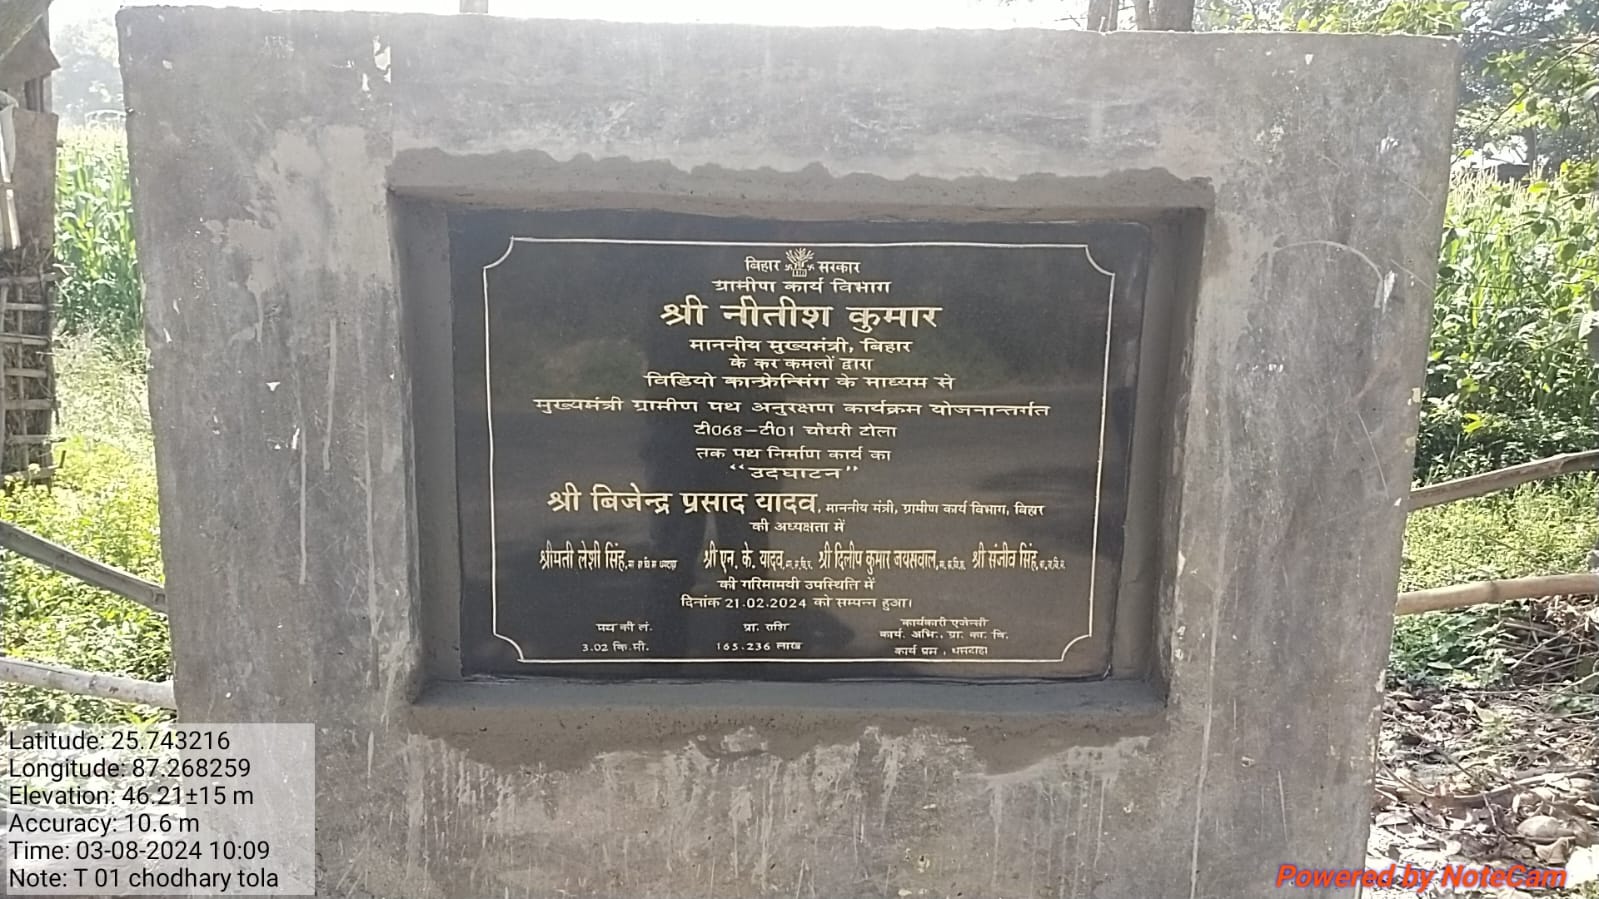 बिहार सरकार
ग्रामीण कार्य विभाग
श्री नीतीश कुमार
माननीय मुख्यमंत्री, बिहार
के कर कमलों द्वारा
विडियो कान्फ्रेन्सिंग के माध्यम से
मुख्यमंत्री ग्रामीण पथ अनुरक्षण कार्यक्रम योजनान्तर्गत
टी068-टी01 चौधरी टोला
तक पथ निर्माण कार्य का
“उदघाटन”
श्री बिजेन्द्र प्रसाद यादव, माननीय मंत्री, ग्रामीण कार्य विभाग, बिहार
की अध्यक्षता में
श्रीमती लेशी सिंह, श्री एन. के. यादव, श्री दिलीप कुमार जयसवाल, श्री संजीव सिंह,
की गरिमामयी उपस्थिति में
दिनांक 21.02.2024 को सम्पन्न हुआ।
पथ की लं. प्रा. राशि कार्यकारी एजेन्सी
3.02 कि.मी. 165.236 लाख कार्य. अभि., ग्रा. का. वि.
कार्य प्रम., धमदाहा
Latitude: 25.743216
Longitude: 87.268259
Elevation: 46.21±15 m
Accuracy: 10.6 m
Time: 03-08-2024 10:09
Note: T 01 chodhary tola
Powered by NoteCam